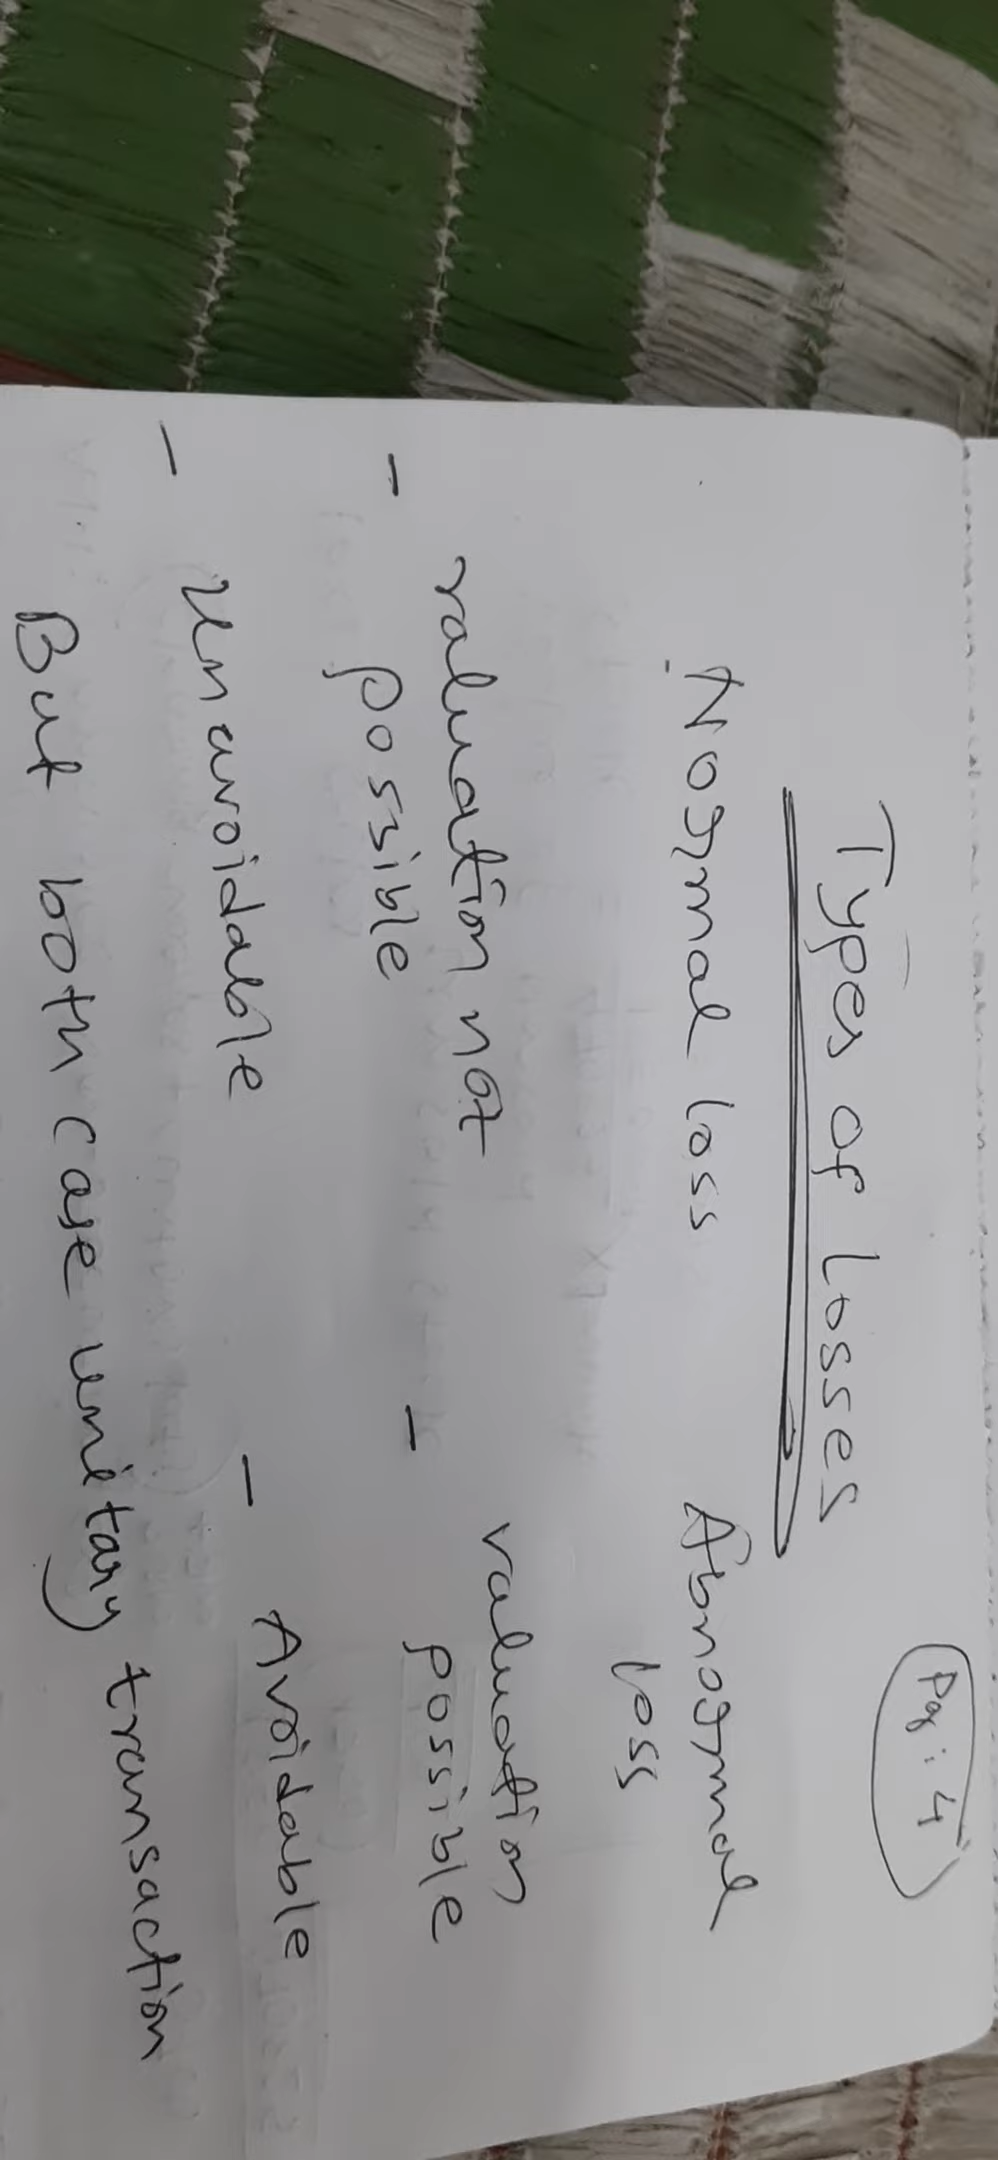 Pag: 4
Types of Losses
Normal loss Abnormal
loss
- valuation not - valuation
possible possible
- Unavoidable - Avoidable
But both case unitary transaction